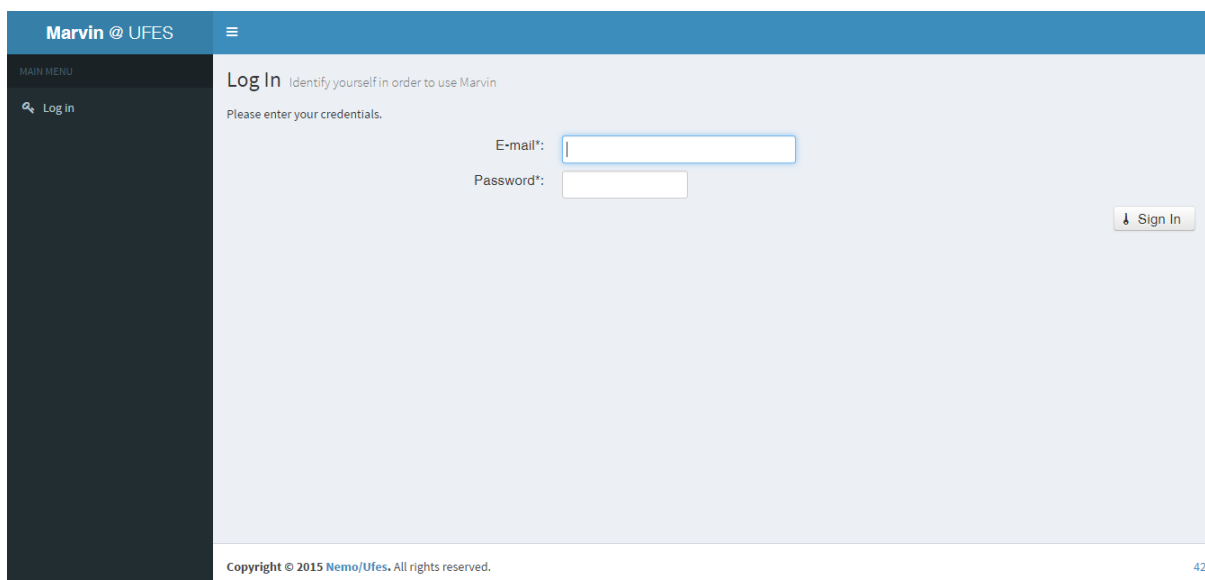 Marvin @ UFES
MAIN MENU
Log in
Log In Identify yourself in order to use Marvin
Please enter your credentials.
E-mail*:
Password*:
Sign In
Copyright © 2015 Nemo/Ufes. All rights reserved. 42